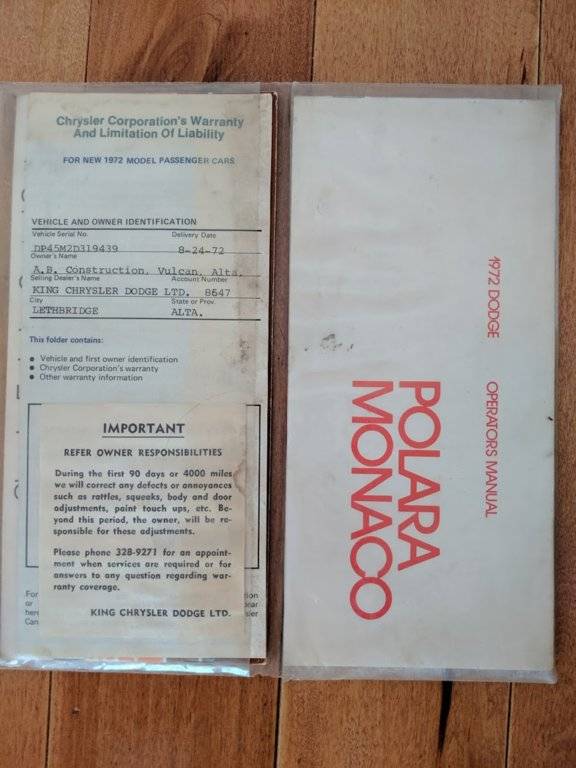 Chrysler Corporation's Warranty
And Limitation Of Liability
FOR NEW 1972 MODEL PASSENGER CARS
VEHICLE AND OWNER IDENTIFICATION
Vehicle Serial No. Delivery Date
DP45M2D319439 8-24-72
Owner's Name
A.B. Construction, Vulcan, Alta.
Selling Dealer's Name Account Number
KING CHRYSLER DODGE LTD. 8647
City State or Prov.
LETHBRIDGE ALTA.
This folder contains:
● Vehicle and first owner identification
● Chrysler Corporation's warranty
● Other warranty information
IMPORTANT
REFER OWNER RESPONSIBILITIES
During the first 90 days or 4000 miles
we will correct any defects or annoyances
such as rattles, squeeks, body and door
adjustments, paint touch ups, etc. Be-
yond this period, the owner, will be re-
sponsible for these adjustments.
Please phone 328-9271 for an appoint-
ment when services are required or for
answers to any question regarding war-
ranty coverage.
KING CHRYSLER DODGE LTD.
For
or
here
Can
1972 DODGE OPERATORS MANUAL
POLARA
MONACO